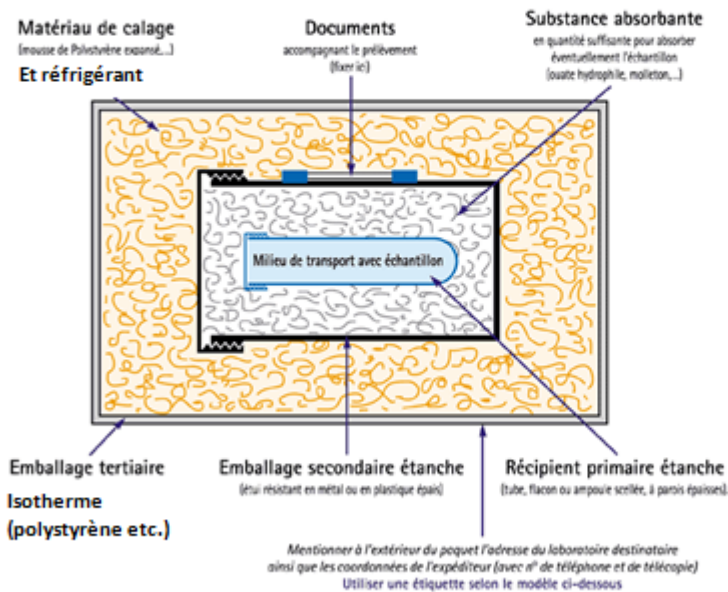 Matériau de calage
(mousse de Polystyrène expansé,...)
Et réfrigérant
Documents
accompagnant le prélèvement
(fixer ici)
Substance absorbante
en quantité suffisante pour absorber
éventuellement l'échantillon
(ouate hydrophile, molleton,...)
Milieu de transport avec échantillon
Emballage tertiaire
Isotherme
(polystyrène etc.)
Emballage secondaire étanche
(étui résistant en métal ou en plastique épais)
Récipient primaire étanche
(tube, flacon ou ampoule scellée, à parois épaisses).
Mentionner à l'extérieur du paquet l'adresse du laboratoire destinataire
ainsi que les coordonnées de l'expéditeur (avec n° de téléphone et de télécopie)
Utiliser une étiquette selon le modèle ci-dessous